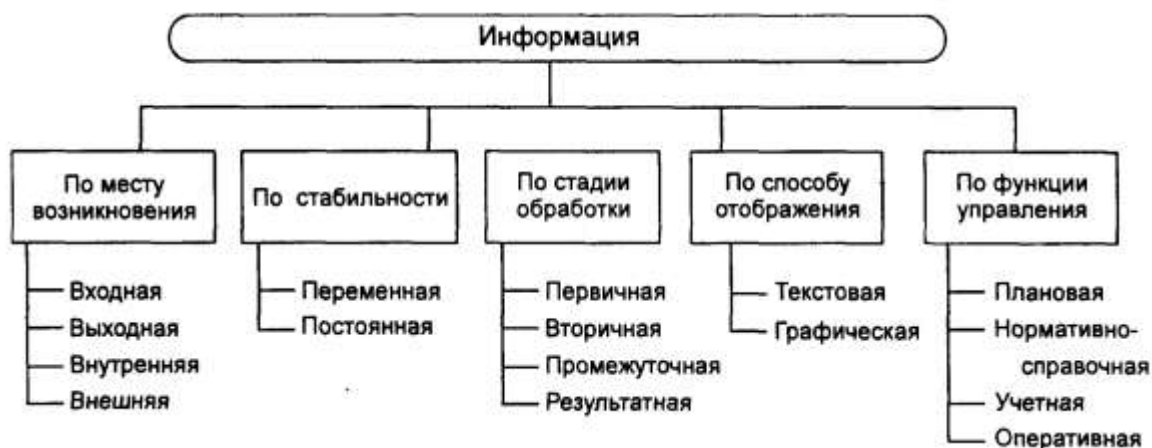 Информация
По месту
возникновения
Входная
Выходная
Внутренняя
Внешняя
По стабильности
Переменная
Постоянная
По стадии
обработки
Первичная
Вторичная
Промежуточная
Результатная
По способу
отображения
Текстовая
Графическая
По функции
управления
Плановая
Нормативно-
справочная
Учетная
Оперативная